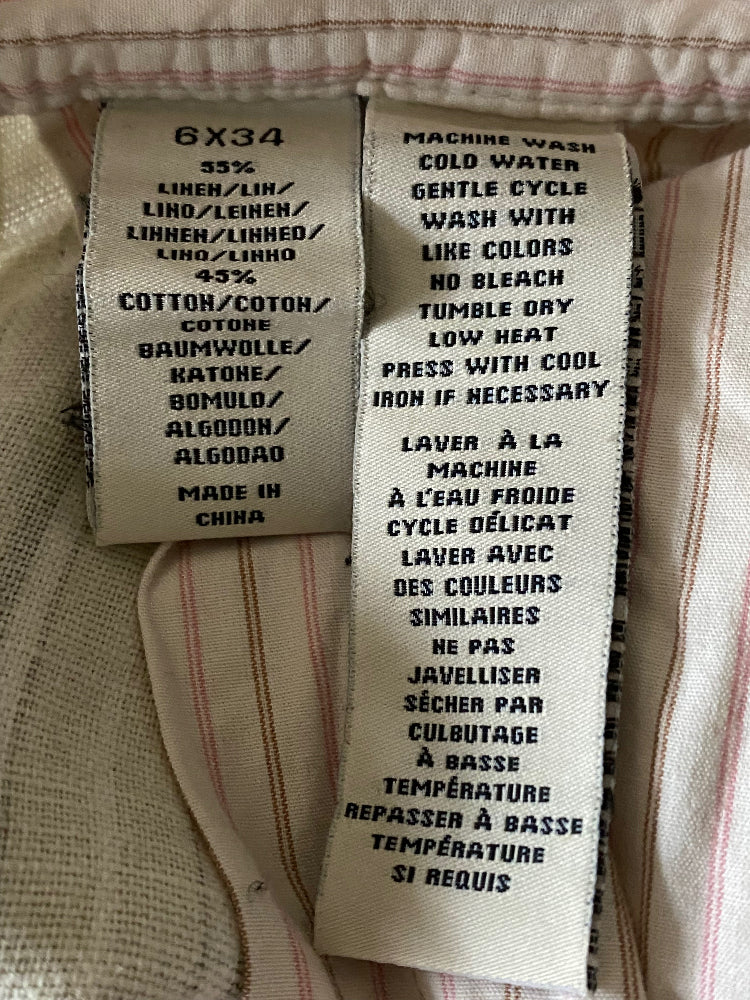 6X34
55%
LINEN/LIN/
LINO/LEINEN/
LINNEN/LINNED/
LINO/LINHO
45%
COTTON/COTON/
COTONE
BAUMWOLLE/
KATONE/
BOMULD/
ALGODON/
ALGODAO
MADE IN
CHINA
MACHINE WASH
COLD WATER
GENTLE CYCLE
WASH WITH
LIKE COLORS
NO BLEACH
TUMBLE DRY
LOW HEAT
PRESS WITH COOL
IRON IF NECESSARY
LAVER À LA
MACHINE
À L'EAU FROIDE
CYCLE DÉLICAT
LAVER AVEC
DES COULEURS
SIMILAIRES
NE PAS
JAVELLISER
SÉCHER PAR
CULBUTAGE
À BASSE
TEMPÉRATURE
REPASSER À BASSE
TEMPÉRATURE
SI REQUIS